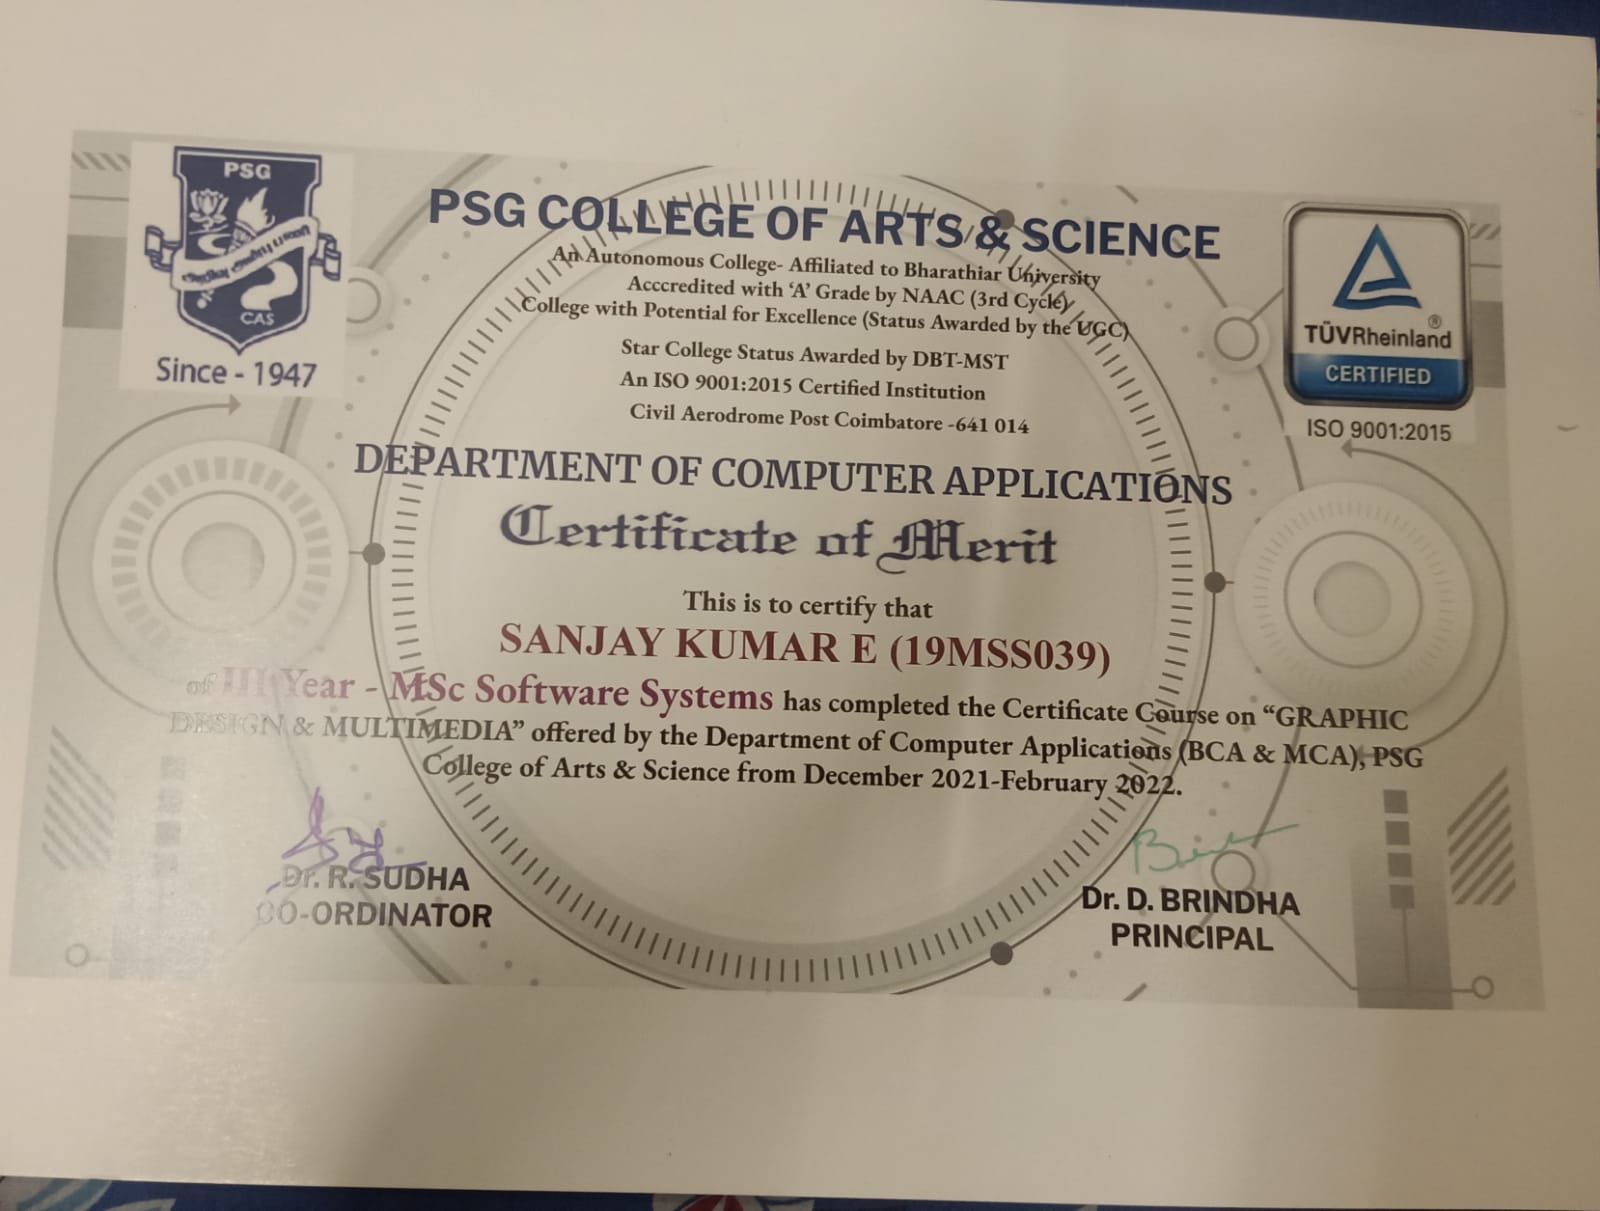 PSG
CAS
Since - 1947
PSG COLLEGE OF ARTS & SCIENCE
An Autonomous College- Affiliated to Bharathiar University
Acccredited with ‘A’ Grade by NAAC (3rd Cycle)
College with Potential for Excellence (Status Awarded by the UGC)
Star College Status Awarded by DBT-MST
An ISO 9001:2015 Certified Institution
Civil Aerodrome Post Coimbatore -641 014
TÜVRheinland®
CERTIFIED
ISO 9001:2015
DEPARTMENT OF COMPUTER APPLICATIONS
Certificate of Merit
This is to certify that
SANJAY KUMAR E (19MSS039)
of III Year - MSc Software Systems has completed the Certificate Course on “GRAPHIC
DESIGN & MULTIMEDIA” offered by the Department of Computer Applications (BCA & MCA), PSG
College of Arts & Science from December 2021-February 2022.
Dr. R. SUDHA
CO-ORDINATOR
Dr. D. BRINDHA
PRINCIPAL